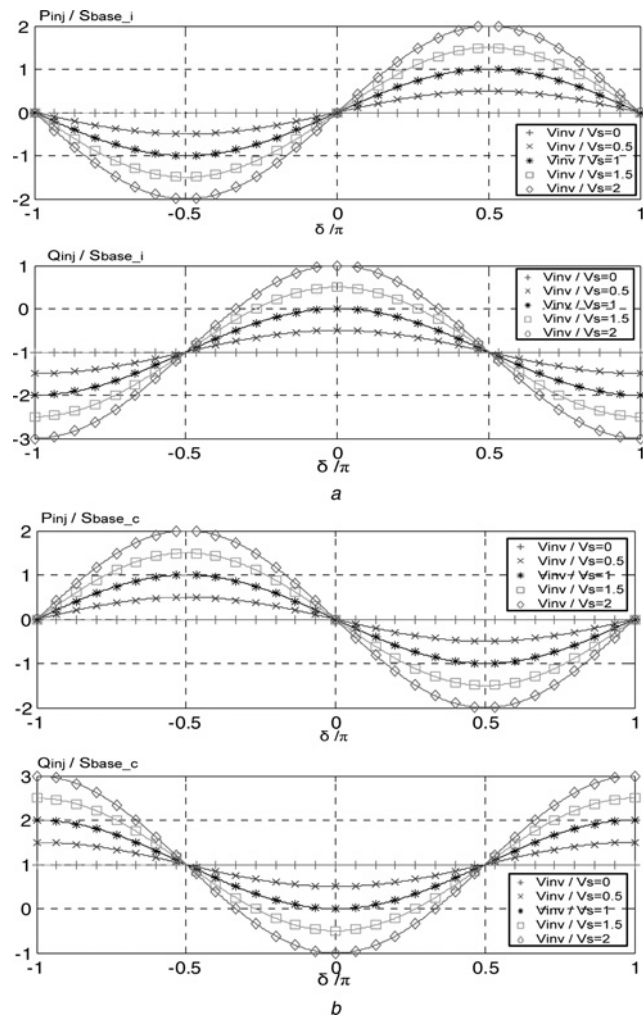 Pinj / Sbase_i
2
1
0
-1
-2
Vinv / Vs=0
Vinv / Vs=0.5
Vinv / Vs=1
Vinv / Vs=1.5
Vinv / Vs=2
-1
-0.5
0
0.5
1
δ/π
Qinj / Sbase_i
1
0
-1
-2
-3
Vinv / Vs=0
Vinv / Vs=0.5
Vinv / Vs=1
Vinv / Vs=1.5
Vinv / Vs=2
-1
-0.5
0
0.5
1
δ/π
a
Pinj / Sbase_c
2
1
0
-1
-2
Vinv / Vs=0
Vinv / Vs=0.5
Vinv / Vs=1
Vinv / Vs=1.5
Vinv / Vs=2
-1
-0.5
0
0.5
1
δ/π
Qinj / Sbase_c
3
2
1
0
-1
Vinv / Vs=0
Vinv / Vs=0.5
Vinv / Vs=1
Vinv / Vs=1.5
Vinv / Vs=2
-1
-0.5
0
0.5
1
δ/π
b